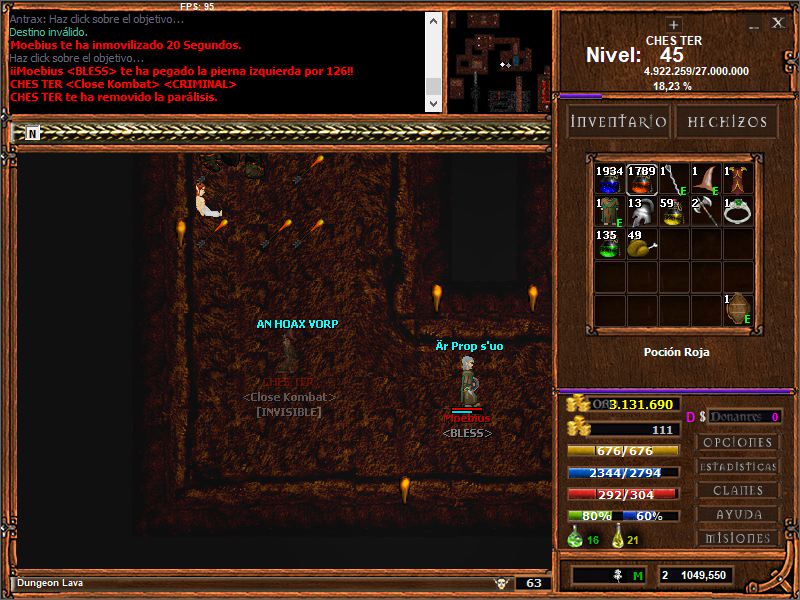 FPS: 95
Antrax: Haz click sobre el objetivo...
Destino inválido.
Moebius te ha inmovilizado 20 Segundos.
Haz click sobre el objetivo...
¡¡Moebius <BLESS> te ha pegado la pierna izquierda por 126!!
CHES TER <Close Kombat> <CRIMINAL>
CHES TER te ha removido la parálisis.
N
+
_ X
CHES TER
Nivel: 45
4.922.259/27.000.000
18,23 %
INVENTARIO
HECHIZOS
1934
1789
1
E
1
E
1
1
E
13
59
2
1
135
49
1
E
Poción Roja
AN HOAX VORP
CHES TER
<Close Kombat>
[INVISIBLE]
Är Prop s'uo
Moebius
<BLESS>
3.131.690
D $ Donantes 0
111
676/676
2344/2794
292/304
80%
60%
16
21
OPCIONES
ESTADÍSTICAS
CLANES
AYUDA
MISIONES
Dungeon Lava
63
M
2 1049,550